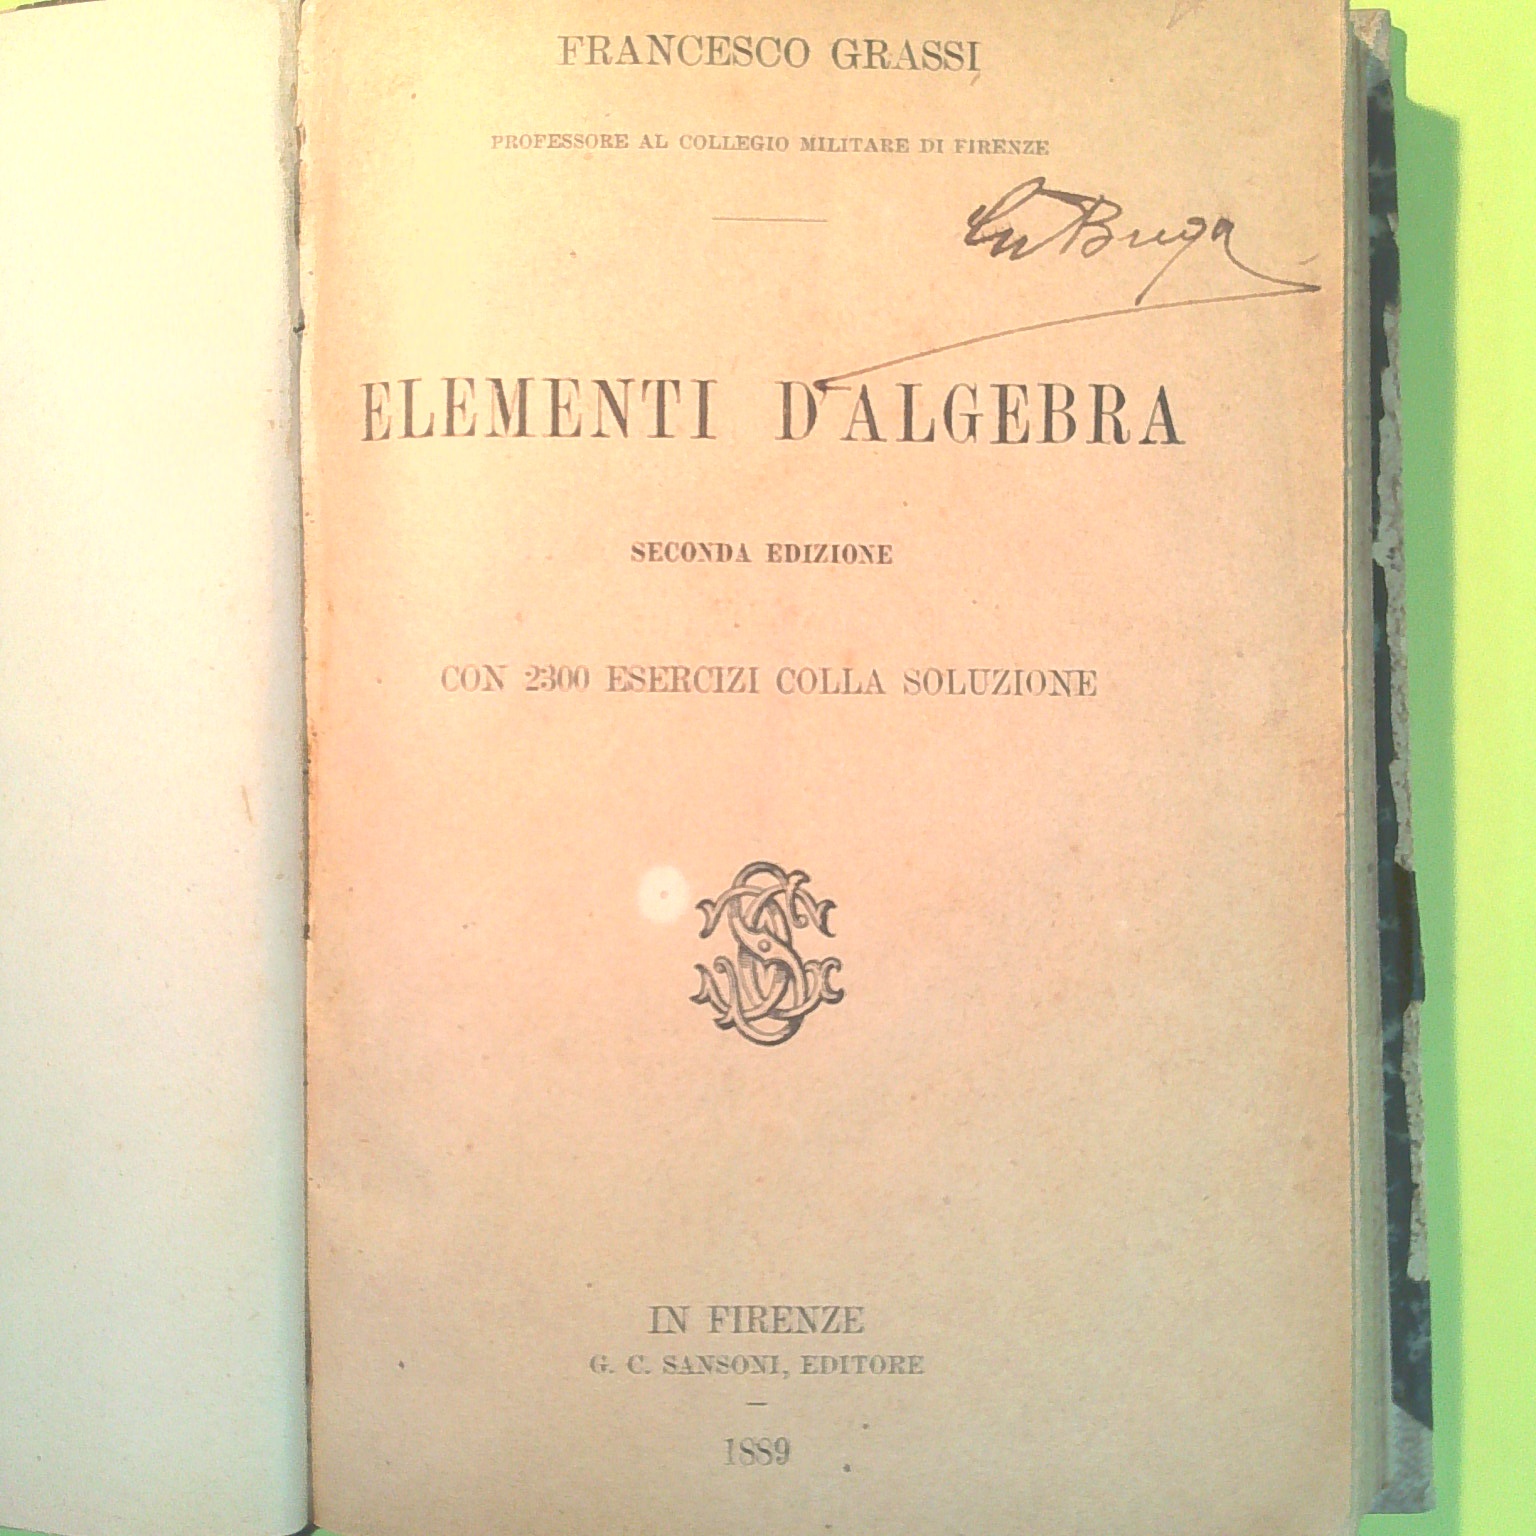 FRANCESCO GRASSI
PROFESSORE AL COLLEGIO MILITARE DI FIRENZE
ELEMENTI D'ALGEBRA
SECONDA EDIZIONE
CON 2300 ESERCIZI COLLA SOLUZIONE
IN FIRENZE
G. C. SANSONI, EDITORE
1889